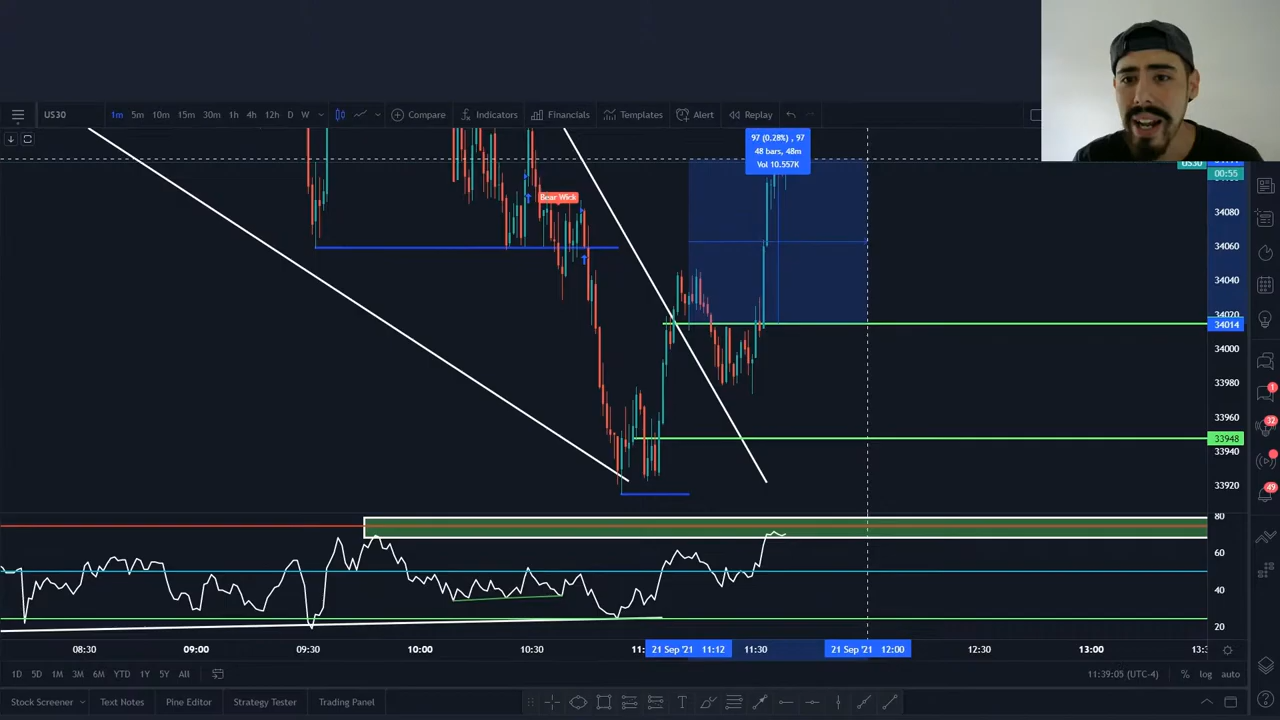 US30 1m 5m 10m 15m 30m 1h 4h 12h D W Compare Indicators Financials Templates Alert Replay
97 (0.28%) , 97
48 bars, 48m
Vol 10.557K
US30
00:55
Bear Wick
34080
34060
34020
34014
34000
33980
33960
33948
33940
33920
80
60
40
20
08:30 09:00 09:30 10:00 10:30 21 Sep '21 11:12 11:30 21 Sep '21 12:00 12:30 13:00
1D 5D 1M 3M 6M YTD 1Y 5Y All 11:39:05 (UTC-4) % log auto
Stock Screener Text Notes Pine Editor Strategy Tester Trading Panel
1
32
49